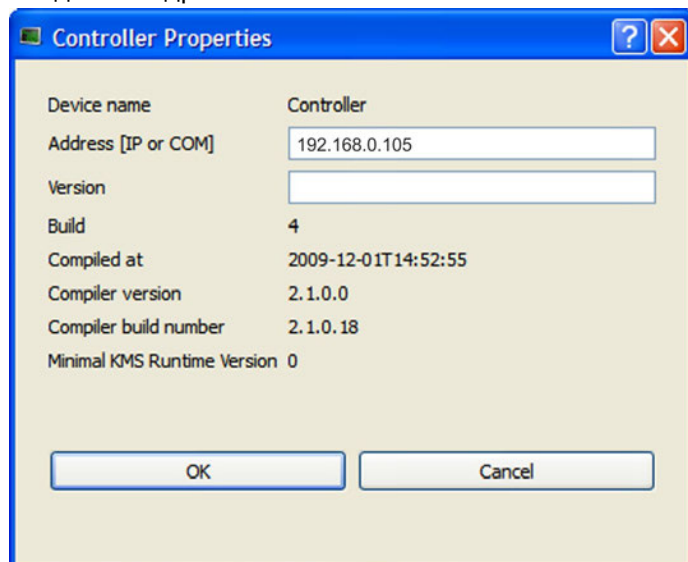 Controller Properties
Device name Controller
Address [IP or COM] 192.168.0.105
Version
Build 4
Compiled at 2009-12-01T14:52:55
Compiler version 2.1.0.0
Compiler build number 2.1.0.18
Minimal KMS Runtime Version 0
OK Cancel